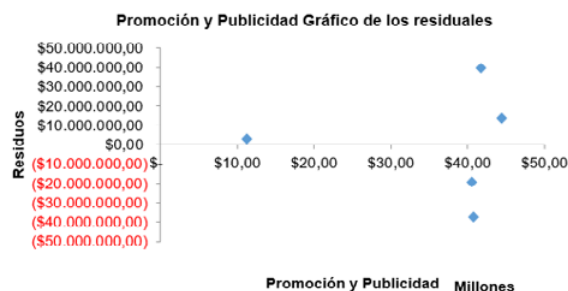 Promoción y Publicidad Gráfico de los residuales
Residuos
$50.000.000,00
$40.000.000,00
$30.000.000,00
$20.000.000,00
$10.000.000,00
$0,00
($10.000.000,00)
($20.000.000,00)
($30.000.000,00)
($40.000.000,00)
($50.000.000,00)
$- $10,00 $20,00 $30,00 $40,00 $50,00
Promoción y Publicidad Millones